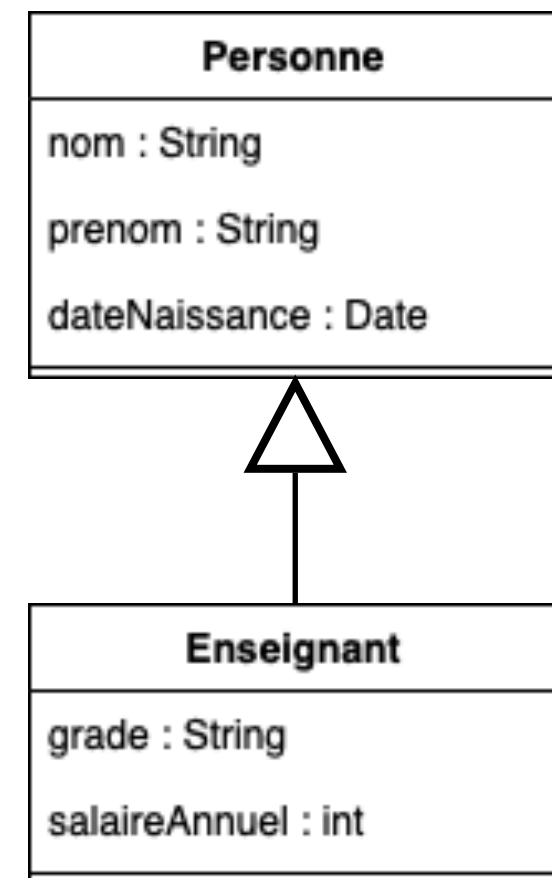 Personne
nom : String
prenom : String
dateNaissance : Date
Enseignant
grade : String
salaireAnnuel : int